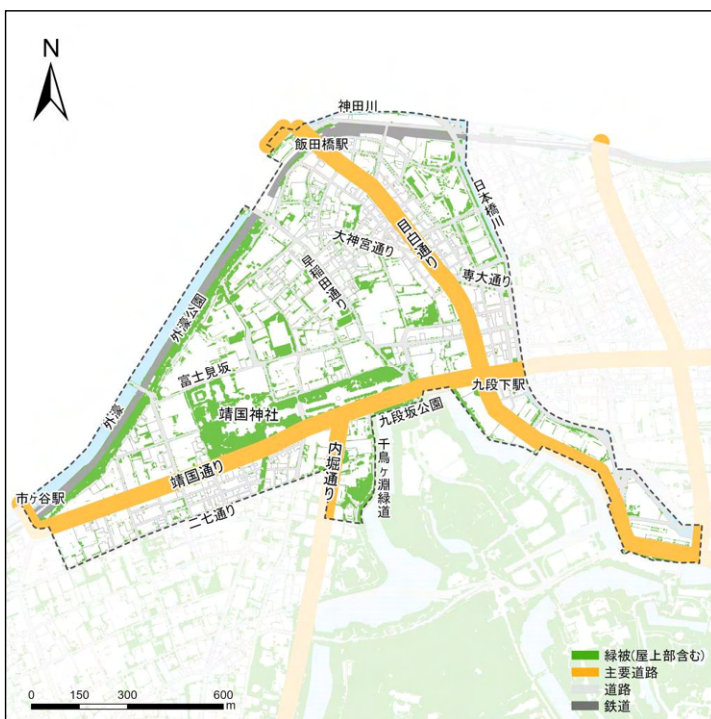 N
神田川
飯田橋駅
日本橋川
目白通り
大神宮通り
早稲田通り
専大通り
外濠公園
富士見坂
九段下駅
靖国神社
九段坂公園
外濠
内堀通り
千鳥ヶ淵緑道
靖国通り
市ヶ谷駅
二七通り
緑被(屋上部含む)
主要道路
道路
鉄道
0 150 300 600
m